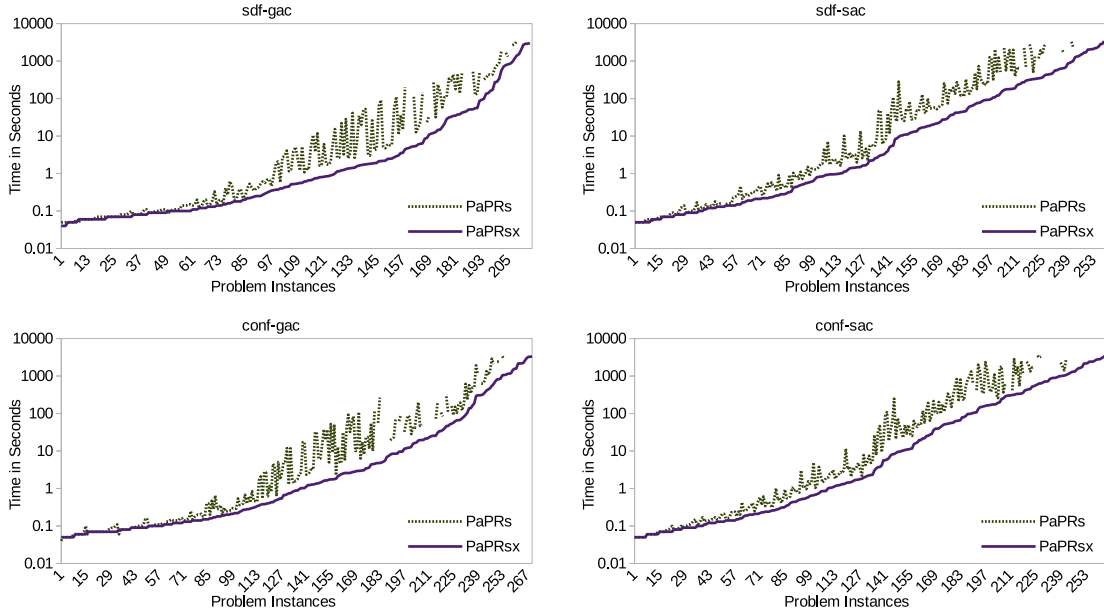 sdf-gac
10000
1000
100
10
1
0.1
0.01
Time in Seconds
PaPRs
PaPRsx
1 13 25 37 49 61 73 85 97 109 121 133 145 157 169 181 193 205
Problem Instances
sdf-sac
10000
1000
100
10
1
0.1
0.01
Time in Seconds
PaPRs
PaPRsx
1 15 29 43 57 71 85 99 113 127 141 155 169 183 197 211 225 239 253
Problem Instances
conf-gac
10000
1000
100
10
1
0.1
0.01
Time in Seconds
PaPRs
PaPRsx
1 15 29 43 57 71 85 99 113 127 141 155 169 183 197 211 225 239 253 267
Problem Instances
conf-sac
10000
1000
100
10
1
0.1
0.01
Time in Seconds
PaPRs
PaPRsx
1 15 29 43 57 71 85 99 113 127 141 155 169 183 197 211 225 239 253
Problem Instances